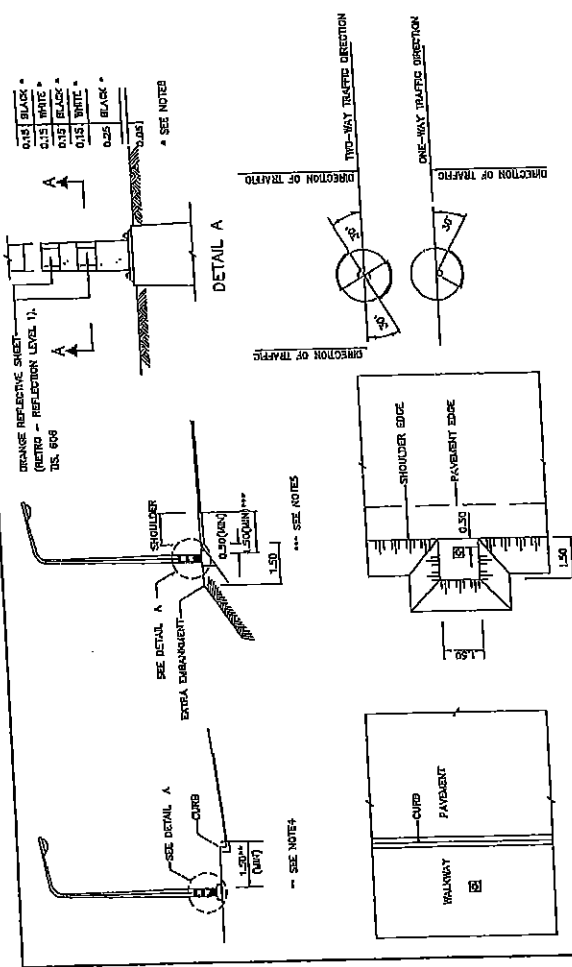 SEE DETAIL A
CURB
1.50**
(MIN)
** SEE NOTE4
SEE DETAIL A
EXTRA EMBANKMENT
SHOULDER
0.50(MIN)
1.50(MIN)***
1.50
*** SEE NOTE5
ORANGE REFLECTIVE SHEET
(RETRO - REFLECTION LEVEL 1).
TIS. 606
A
A
0.15 BLACK *
0.15 WHITE *
0.15 BLACK *
0.15 WHITE *
0.25 BLACK *
0.05
* SEE NOTE8
DETAIL A
WALKWAY
CURB
PAVEMENT
1.50
SHOULDER EDGE
PAVEMENT EDGE
0.50
1.50
DIRECTION OF TRAFFIC
DIRECTION OF TRAFFIC
30°
30°
TWO-WAY TRAFFIC DIRECTION
DIRECTION OF TRAFFIC
30°
ONE-WAY TRAFFIC DIRECTION